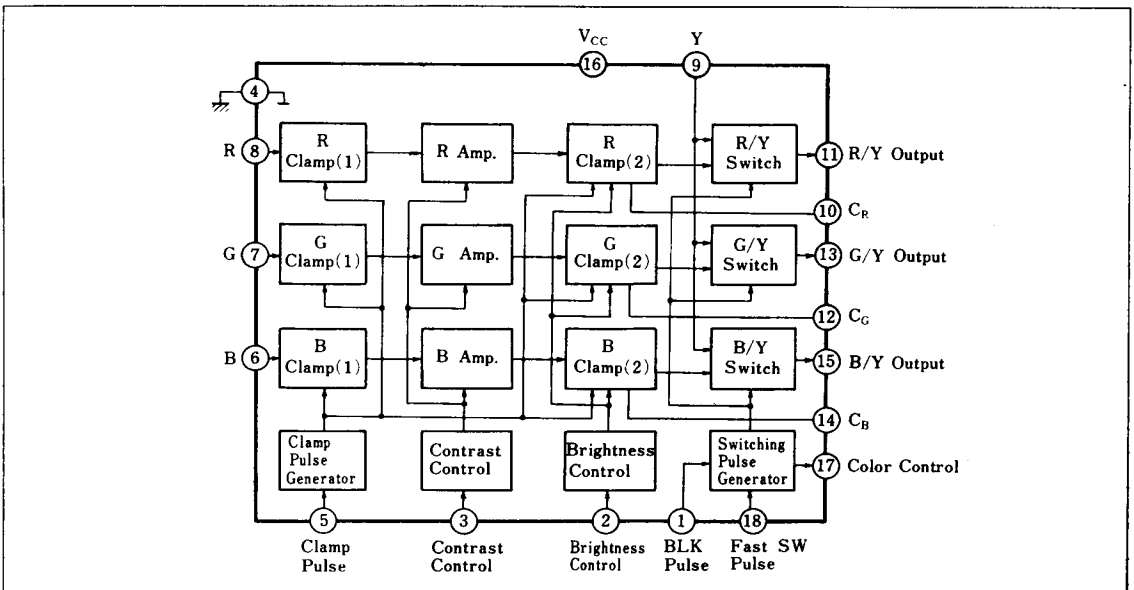 V_CC Y
16 9
4
R 8 R Clamp(1) R Amp. R Clamp(2) R/Y Switch 11 R/Y Output
10 C_R
G 7 G Clamp(1) G Amp. G Clamp(2) G/Y Switch 13 G/Y Output
12 C_G
B 6 B Clamp(1) B Amp. B Clamp(2) B/Y Switch 15 B/Y Output
14 C_B
Clamp Pulse Generator
Contrast Control
Brightness Control
Switching Pulse Generator
17 Color Control
5 3 2 1 18
Clamp Pulse
Contrast Control
Brightness Control
BLK Pulse
Fast SW Pulse